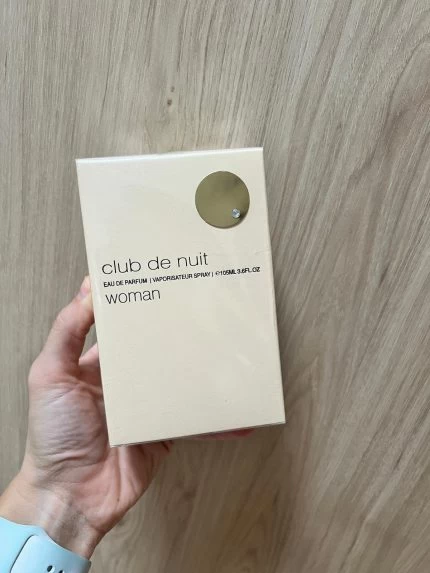 club de nuit
EAU DE PARFUM | VAPORISATEUR SPRAY | ℮105ML 3.6FL.OZ
woman